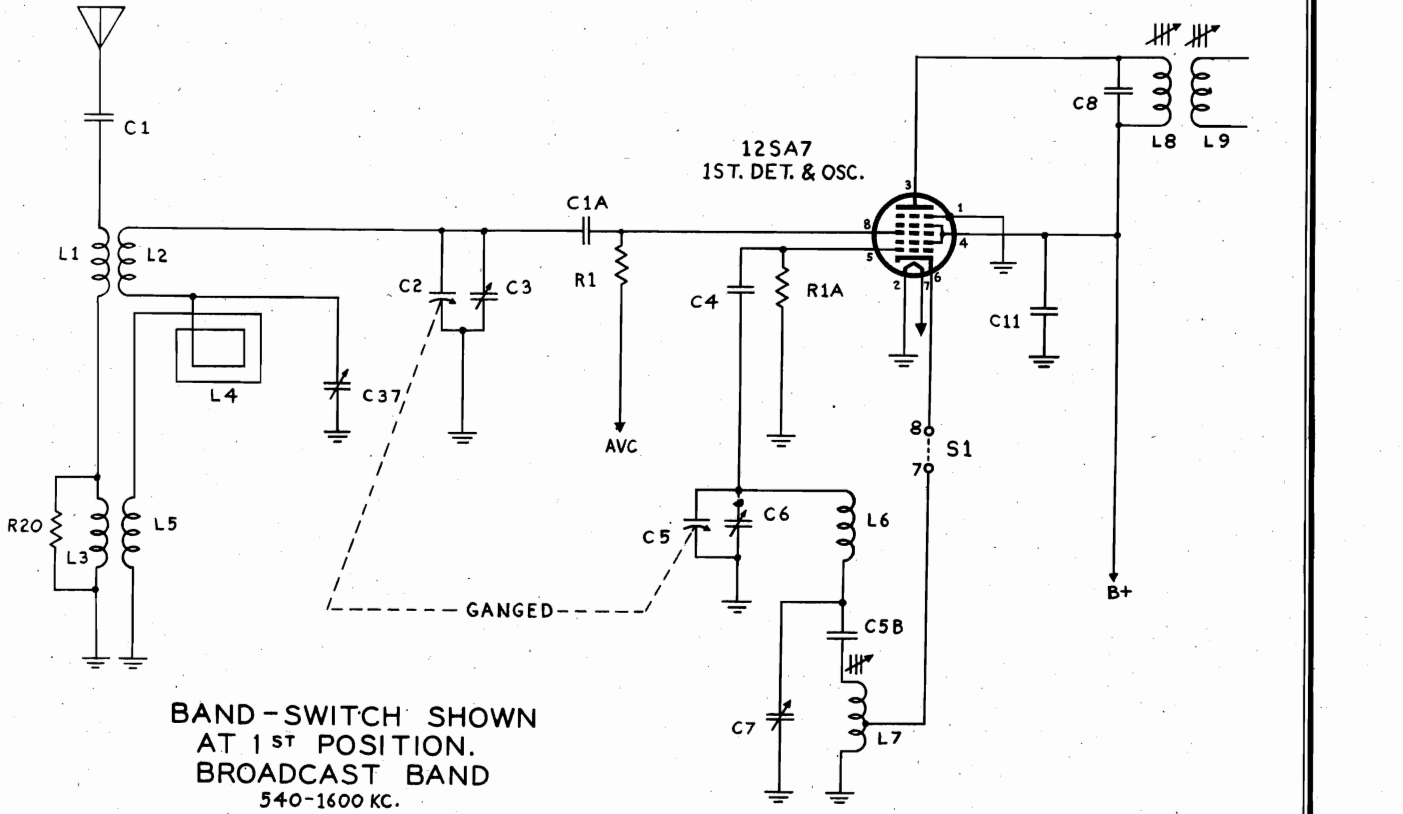 C1
C8
L8
L9
12SA7
1ST. DET. & OSC.
3
1
C1A
8
4
L1
L2
5
R1
C2
C3
C4
R1A
2
7
6
C11
L4
C37
AVC
8
S1
7
R20
L3
L5
C5
C6
L6
GANGED
B+
C5B
C7
L7
BAND-SWITCH SHOWN
AT 1ST POSITION.
BROADCAST BAND
540-1600 KC.